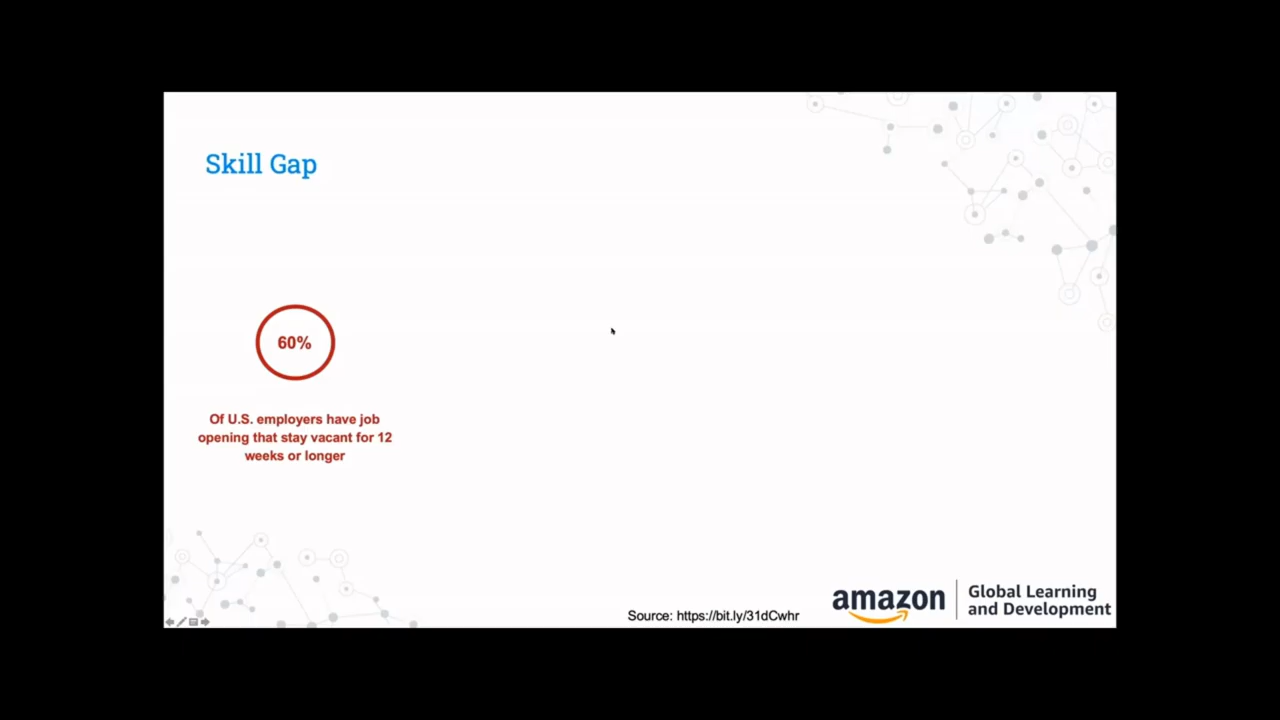 Skill Gap
60%
Of U.S. employers have job
opening that stay vacant for 12
weeks or longer
Source: https://bit.ly/31dCwhr
amazon
Global Learning
and Development